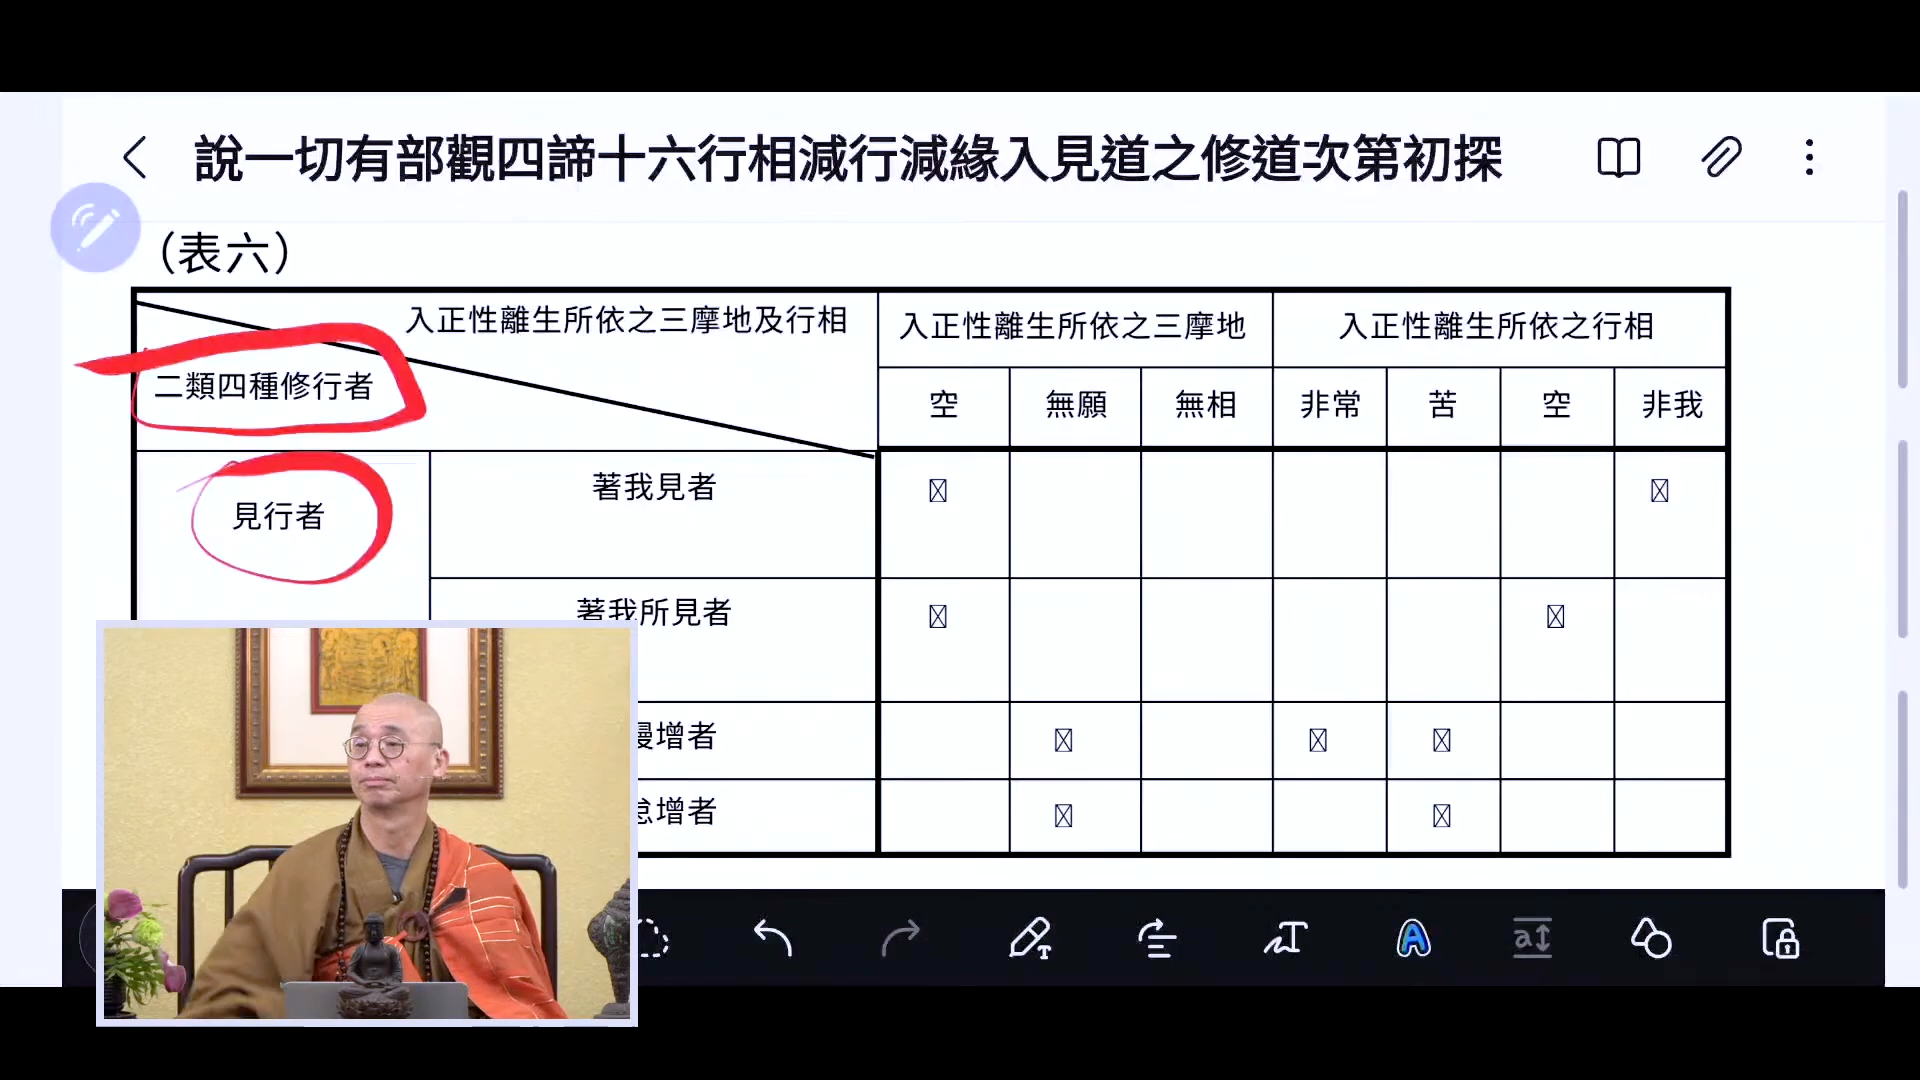 說一切有部觀四諦十六行相減行減緣入見道之修道次第初探
（表六）
入正性離生所依之三摩地及行相
二類四種修行者
入正性離生所依之三摩地
入正性離生所依之行相
空
無願
無相
非常
苦
空
非我
見行者
著我見者
著我所見者
慢增者
怠增者